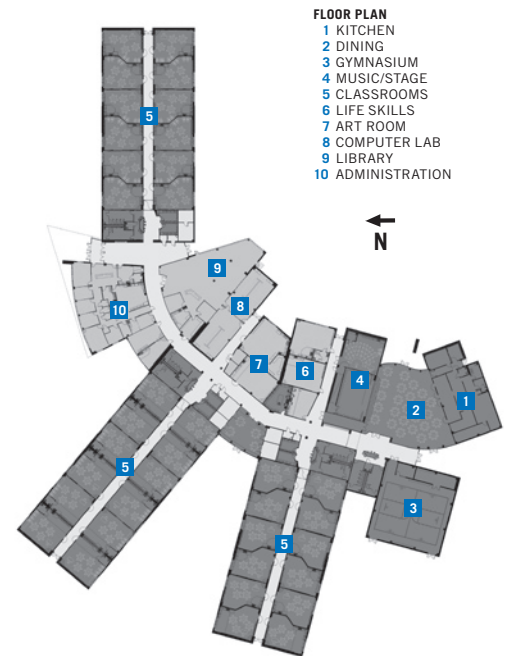 FLOOR PLAN
1 KITCHEN
2 DINING
3 GYMNASIUM
4 MUSIC/STAGE
5 CLASSROOMS
6 LIFE SKILLS
7 ART ROOM
8 COMPUTER LAB
9 LIBRARY
10 ADMINISTRATION
N
5
9
8
10
7
6
4
2
1
5
3
5